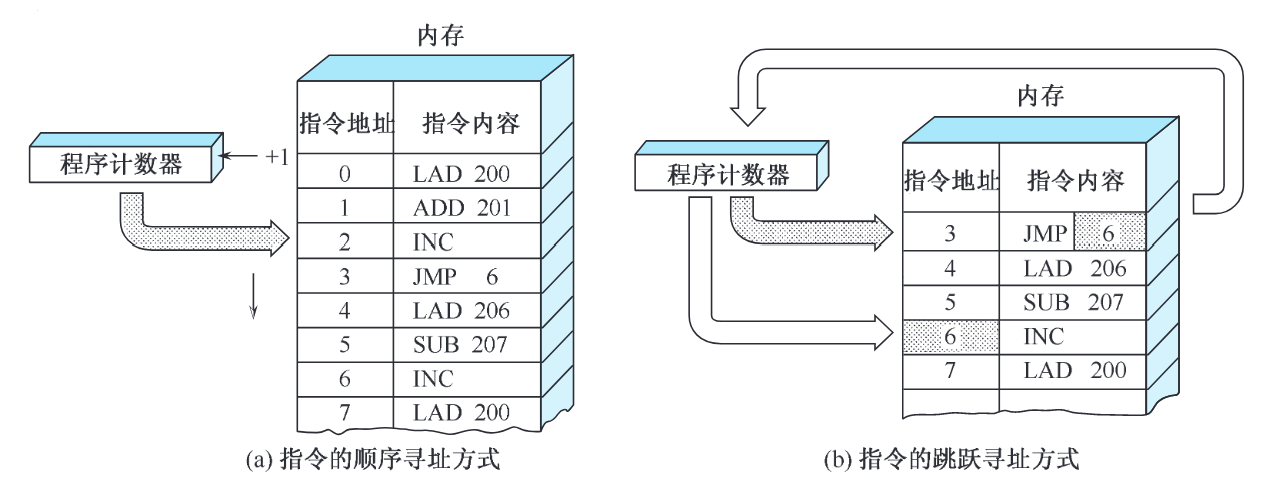 内存
指令地址 指令内容
程序计数器 +1
0 LAD 200
1 ADD 201
2 INC
3 JMP 6
4 LAD 206
5 SUB 207
6 INC
7 LAD 200
(a) 指令的顺序寻址方式
内存
程序计数器
指令地址 指令内容
3 JMP 6
4 LAD 206
5 SUB 207
6 INC
7 LAD 200
(b) 指令的跳跃寻址方式